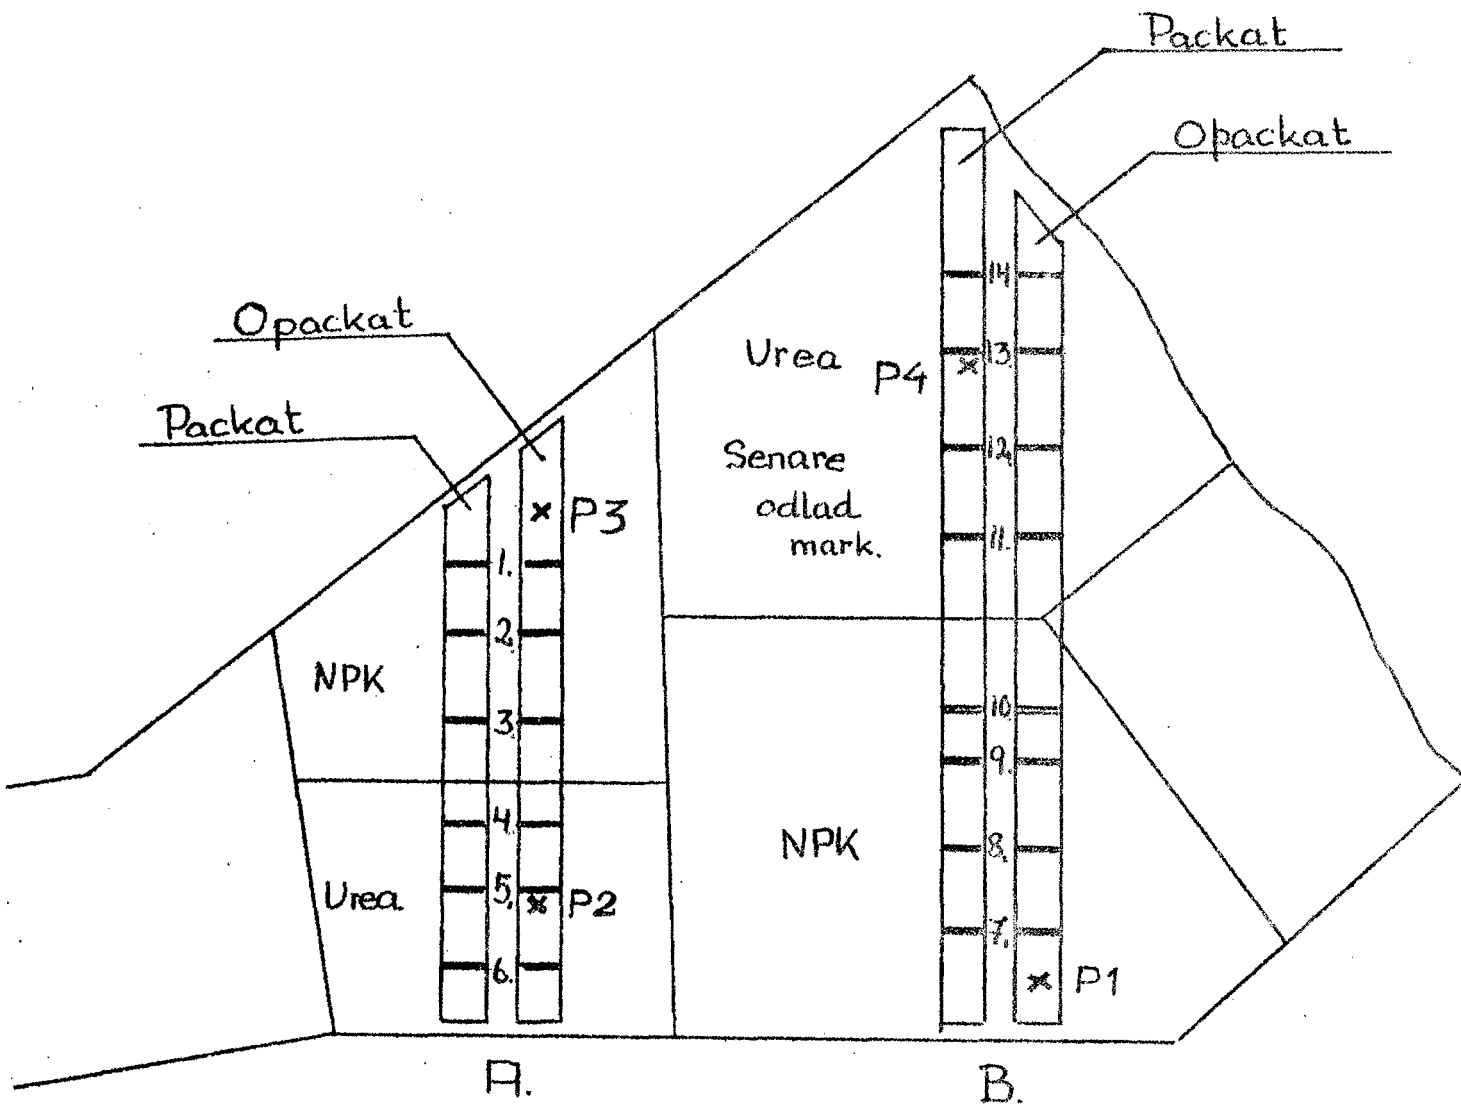 Packat
Opackat
Opackat
Packat
Urea
P4
Senare
odlad
mark.
P3
NPK
Urea
P2
NPK
P1
1.
2.
3.
4.
5.
6.
14.
13.
12.
11.
10.
9.
8.
7.
A.
B.